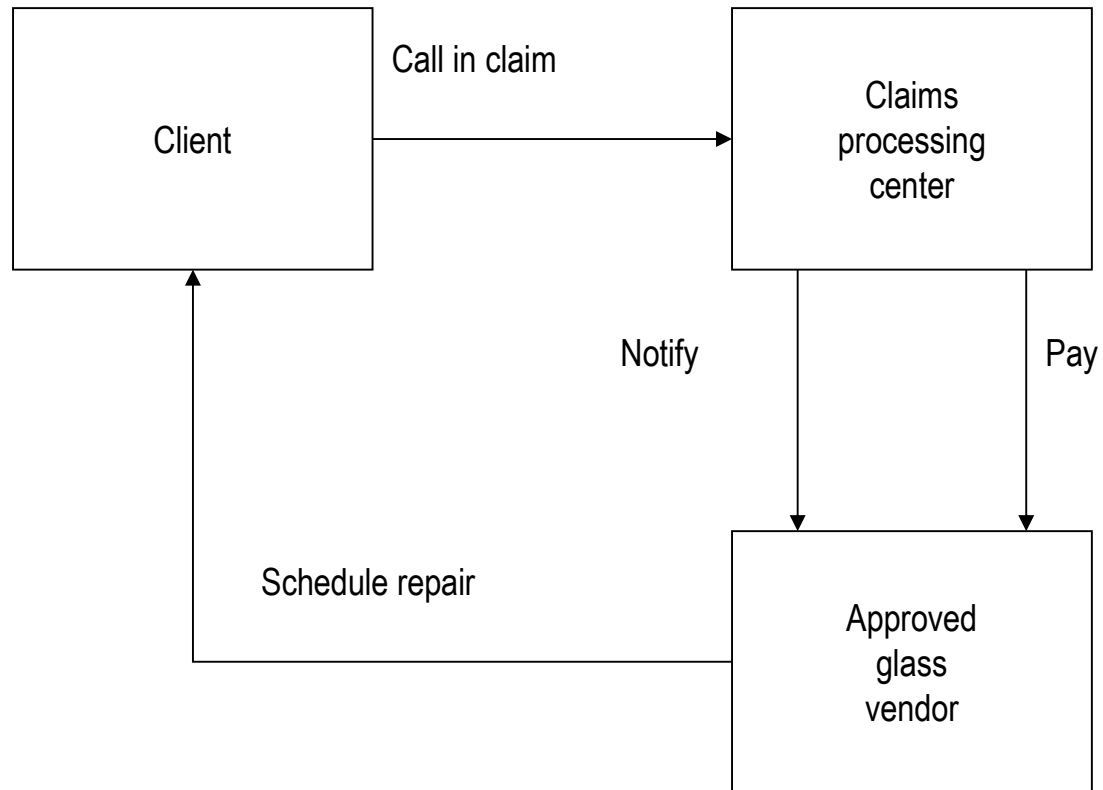 Call in claim
Client
Claims
processing
center
Notify
Pay
Schedule repair
Approved
glass
vendor